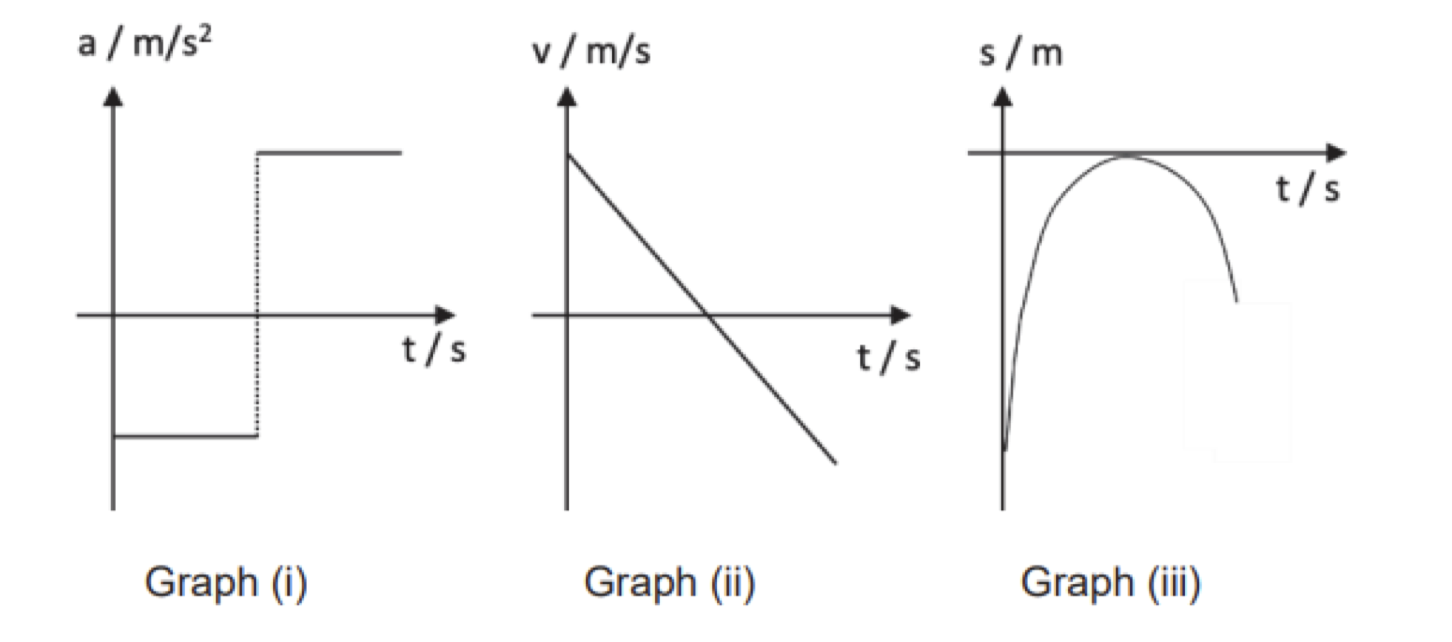 a / m/s²
t / s
Graph (i)
v / m/s
t / s
Graph (ii)
s / m
t / s
Graph (iii)